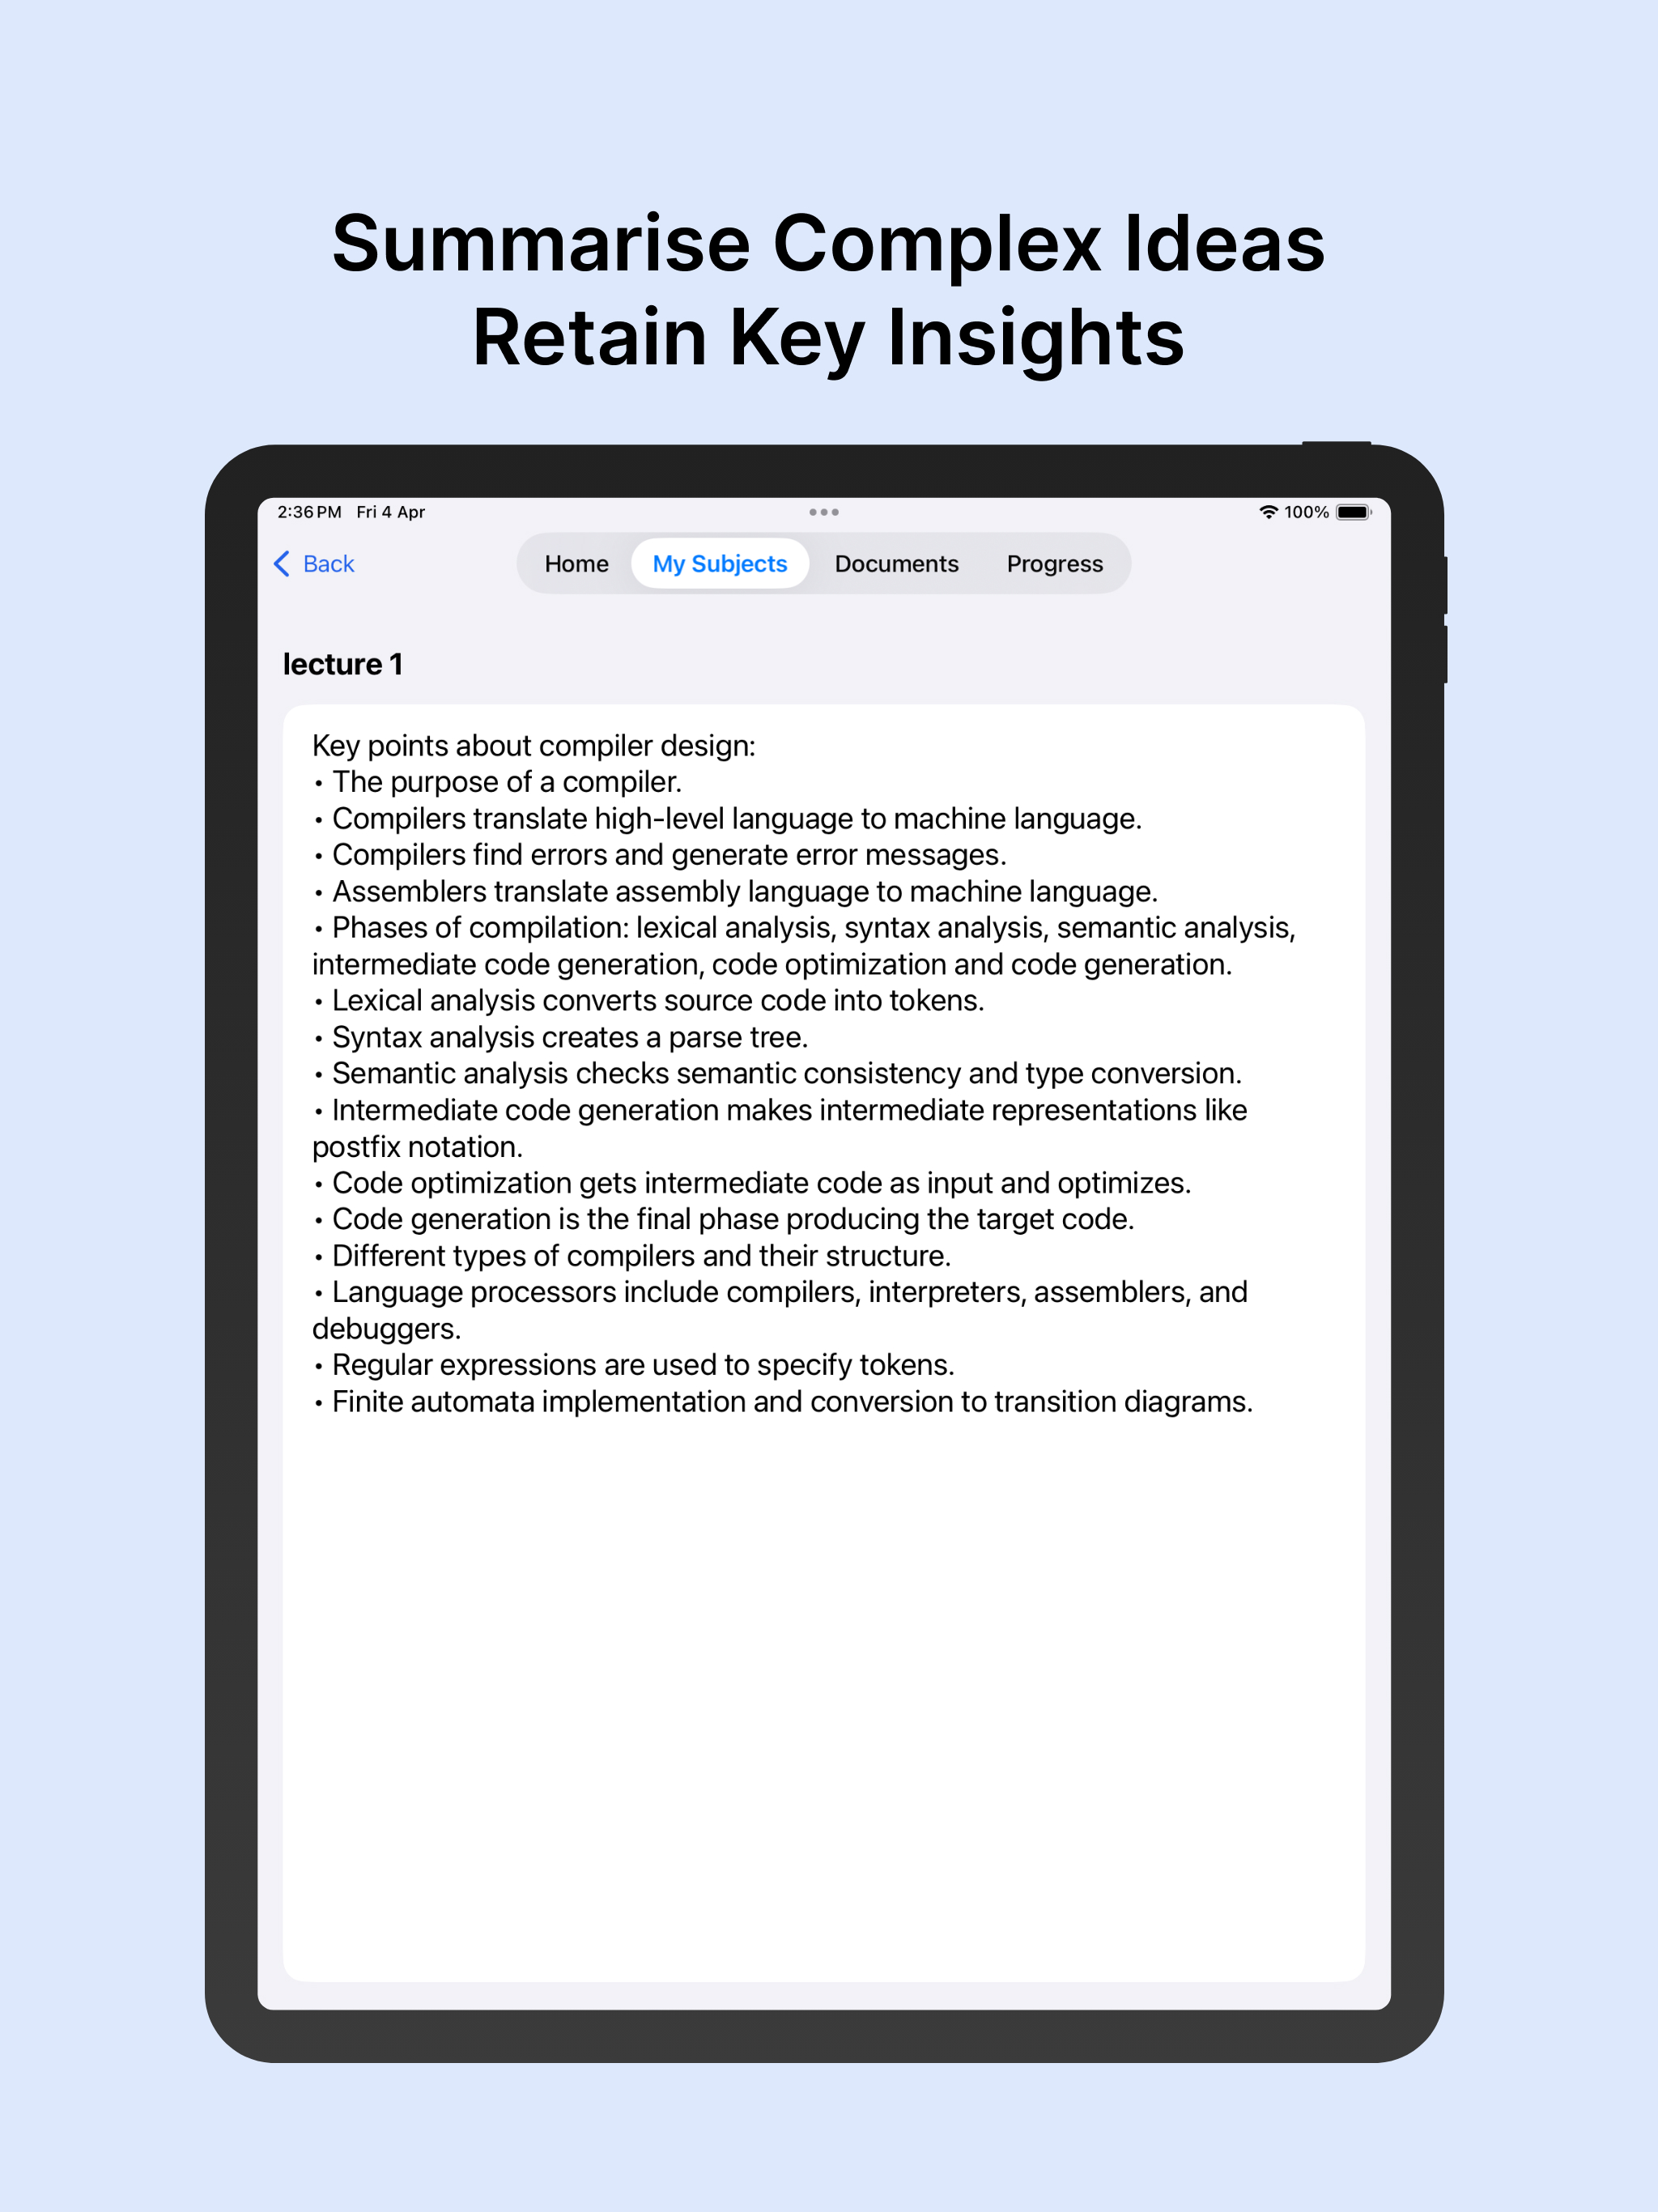 Summarise Complex Ideas
Retain Key Insights
2:36 PM Fri 4 Apr 100%
Back Home My Subjects Documents Progress
lecture 1
Key points about compiler design:
• The purpose of a compiler.
• Compilers translate high-level language to machine language.
• Compilers find errors and generate error messages.
• Assemblers translate assembly language to machine language.
• Phases of compilation: lexical analysis, syntax analysis, semantic analysis,
intermediate code generation, code optimization and code generation.
• Lexical analysis converts source code into tokens.
• Syntax analysis creates a parse tree.
• Semantic analysis checks semantic consistency and type conversion.
• Intermediate code generation makes intermediate representations like
postfix notation.
• Code optimization gets intermediate code as input and optimizes.
• Code generation is the final phase producing the target code.
• Different types of compilers and their structure.
• Language processors include compilers, interpreters, assemblers, and
debuggers.
• Regular expressions are used to specify tokens.
• Finite automata implementation and conversion to transition diagrams.